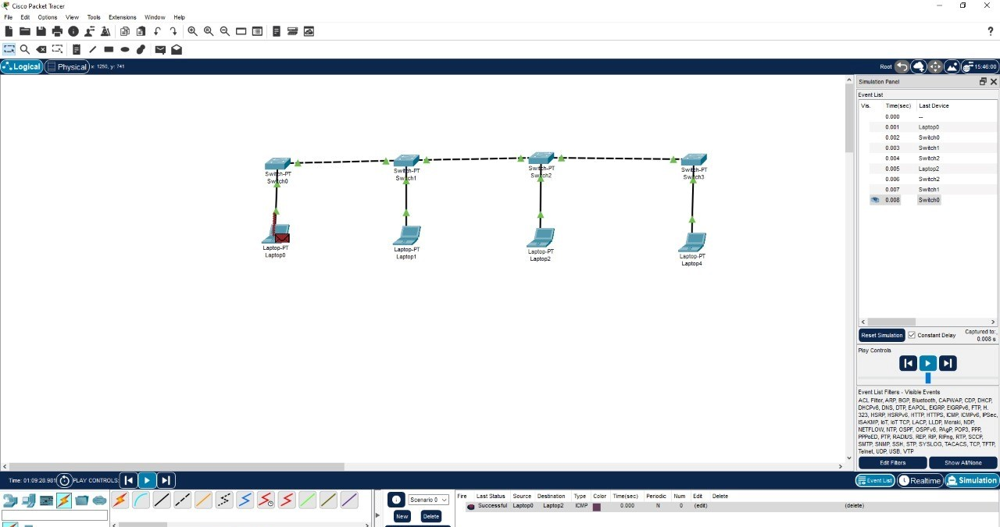 Cisco Packet Tracer
File Edit Options View Tools Extensions Window Help
?
Logical Physical x: 1250, y: 741 Root 15:46:00
Simulation Panel
Event List
Vis. Time(sec) Last Device
0.000 --
0.001 Laptop0
0.002 Switch0
0.003 Switch1
0.004 Switch2
0.005 Laptop2
0.006 Switch2
0.007 Switch1
0.008 Switch0
Switch-PT
Switch0
Switch-PT
Switch1
Switch-PT
Switch2
Switch-PT
Switch3
Laptop-PT
Laptop0
Laptop-PT
Laptop1
Laptop-PT
Laptop2
Laptop-PT
Laptop4
Reset Simulation Constant Delay Captured to:
0.008 s
Play Controls
Event List Filters - Visible Events
ACL Filter, ARP, BGP, Bluetooth, CAPWAP, CDP, DHCP,
DHCPv6, DNS, DTP, EAPOL, EIGRP, EIGRPv6, FTP, H.
323, HSRP, HSRPv6, HTTP, HTTPS, ICMP, ICMPv6, IPSec,
ISAKMP, IoT, IoT TCP, LACP, LLDP, Meraki, NDP,
NETFLOW, NTP, OSPF, OSPFv6, PAgP, POP3, PPP,
PPPoED, PTP, RADIUS, REP, RIP, RIPng, RTP, SCCP,
SMTP, SNMP, SSH, STP, SYSLOG, TACACS, TCP, TFTP,
Telnet, UDP, USB, VTP
Edit Filters Show All/None
Time: 01:09:28.981 PLAY CONTROLS: Event List Realtime Simulation
Scenario 0
New Delete
Fire Last Status Source Destination Type Color Time(sec) Periodic Num Edit Delete
Successful Laptop0 Laptop2 ICMP 0.000 N 0 (edit) (delete)